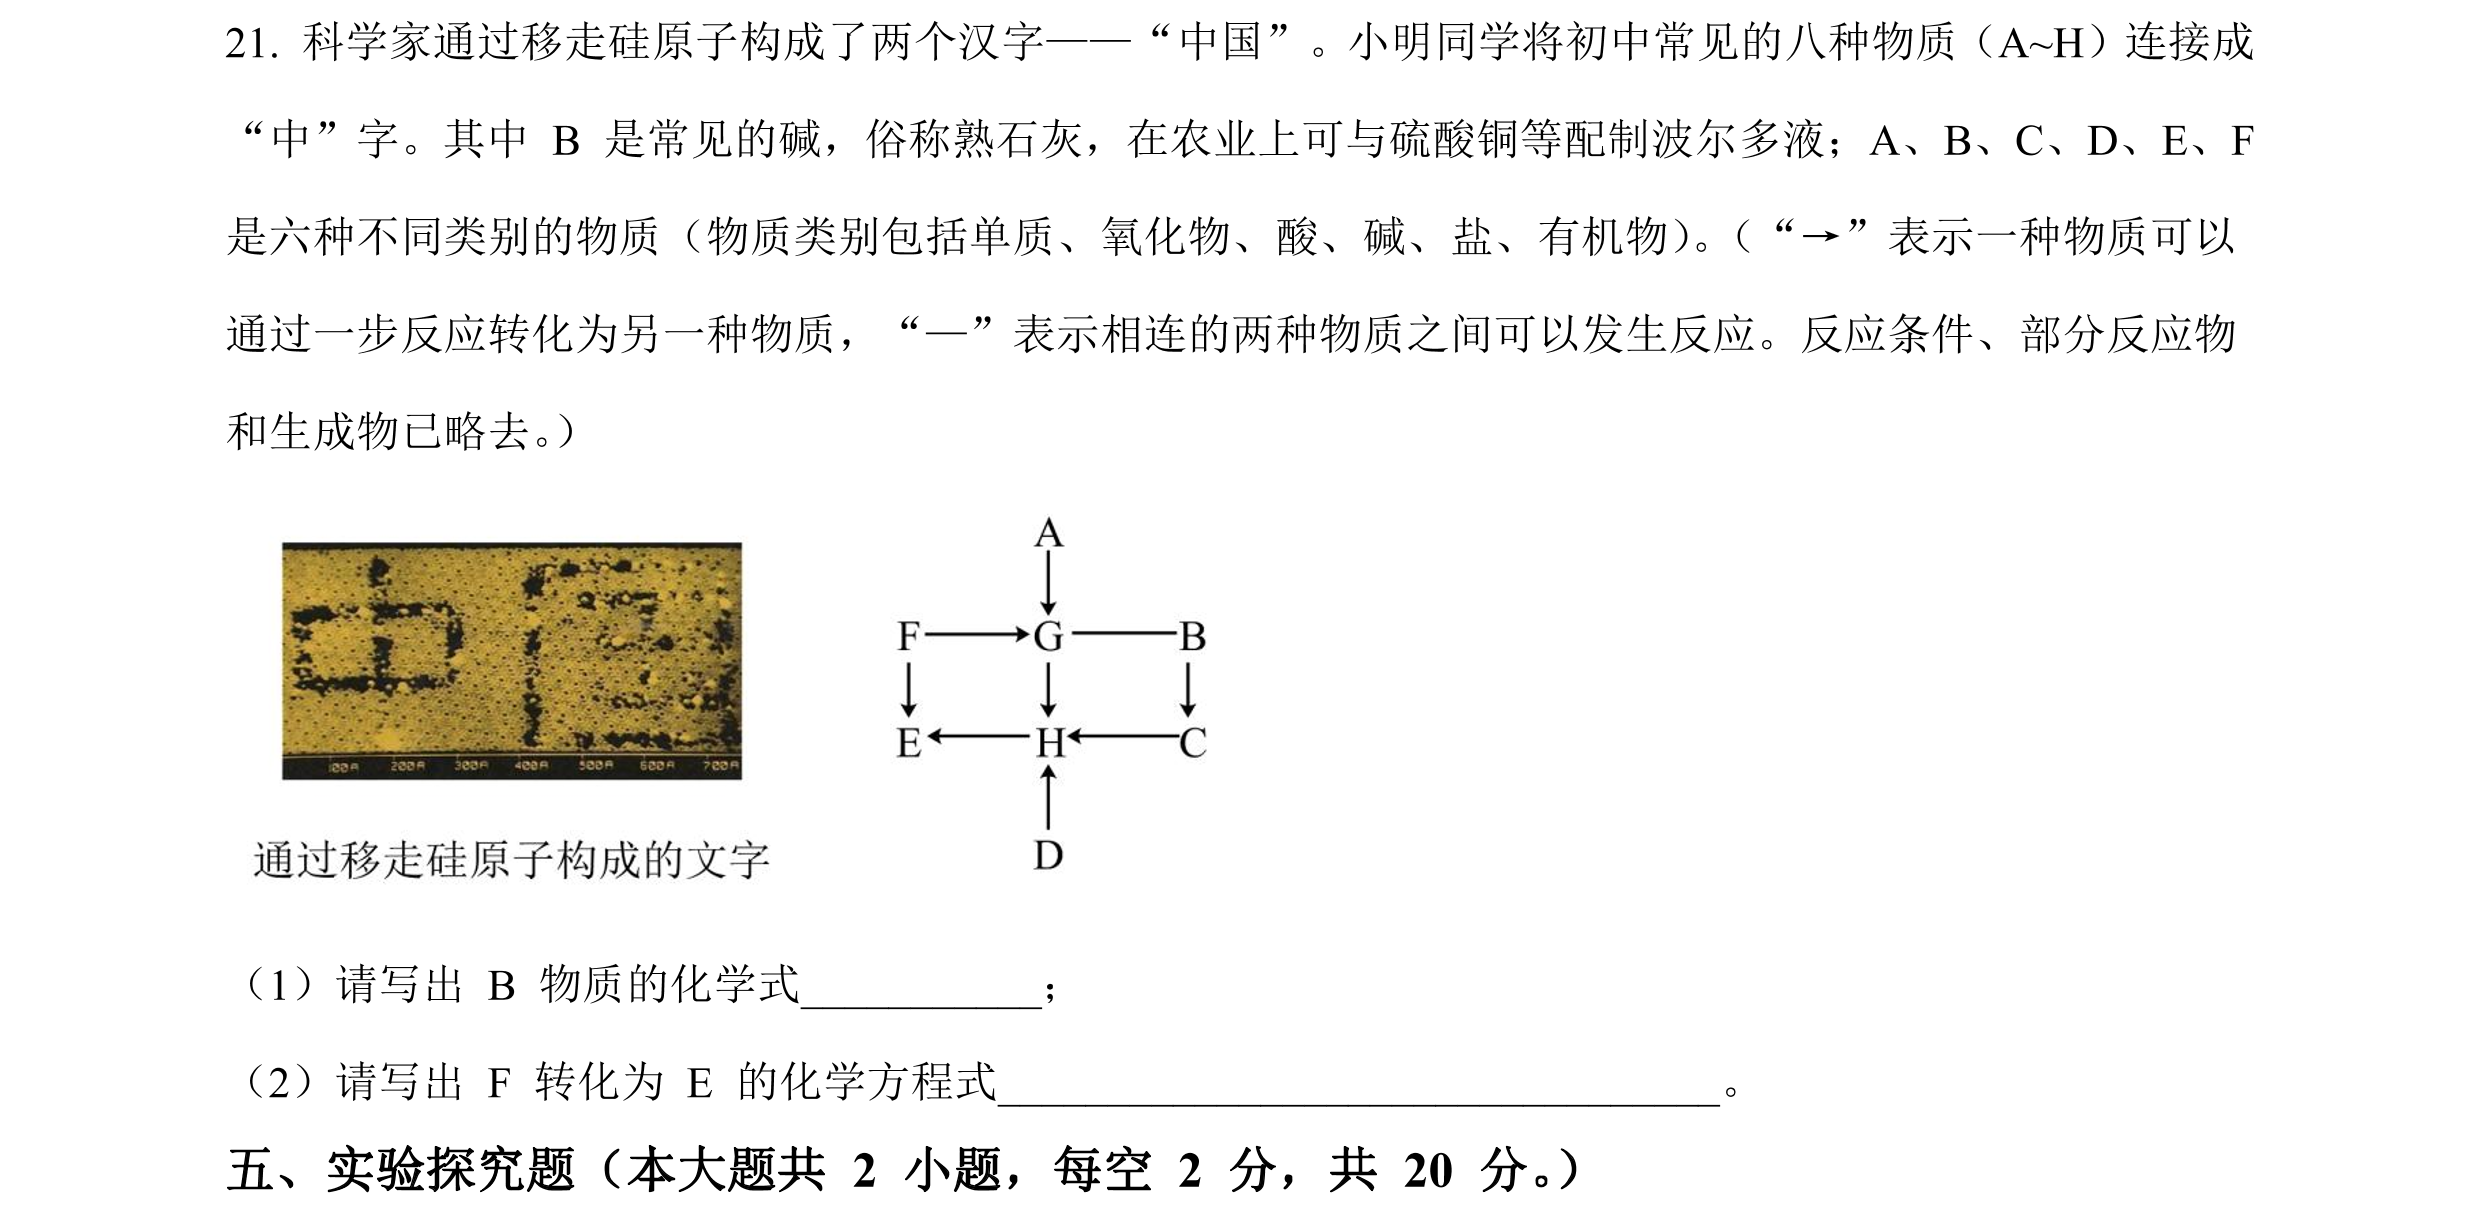 21. 科学家通过移走硅原子构成了两个汉字——“中国”。小明同学将初中常见的八种物质（A~H）连接成
“中”字。其中 B 是常见的碱，俗称熟石灰，在农业上可与硫酸铜等配制波尔多液；A、B、C、D、E、F
是六种不同类别的物质（物质类别包括单质、氧化物、酸、碱、盐、有机物）。（“→”表示一种物质可以
通过一步反应转化为另一种物质，“—”表示相连的两种物质之间可以发生反应。反应条件、部分反应物
和生成物已略去。）
A
F G B
E H C
D
100A 200A 300A 400A 500A 600A 700A
通过移走硅原子构成的文字
（1）请写出 B 物质的化学式___________；
（2）请写出 F 转化为 E 的化学方程式_________________________________。
五、实验探究题（本大题共 2 小题，每空 2 分，共 20 分。）